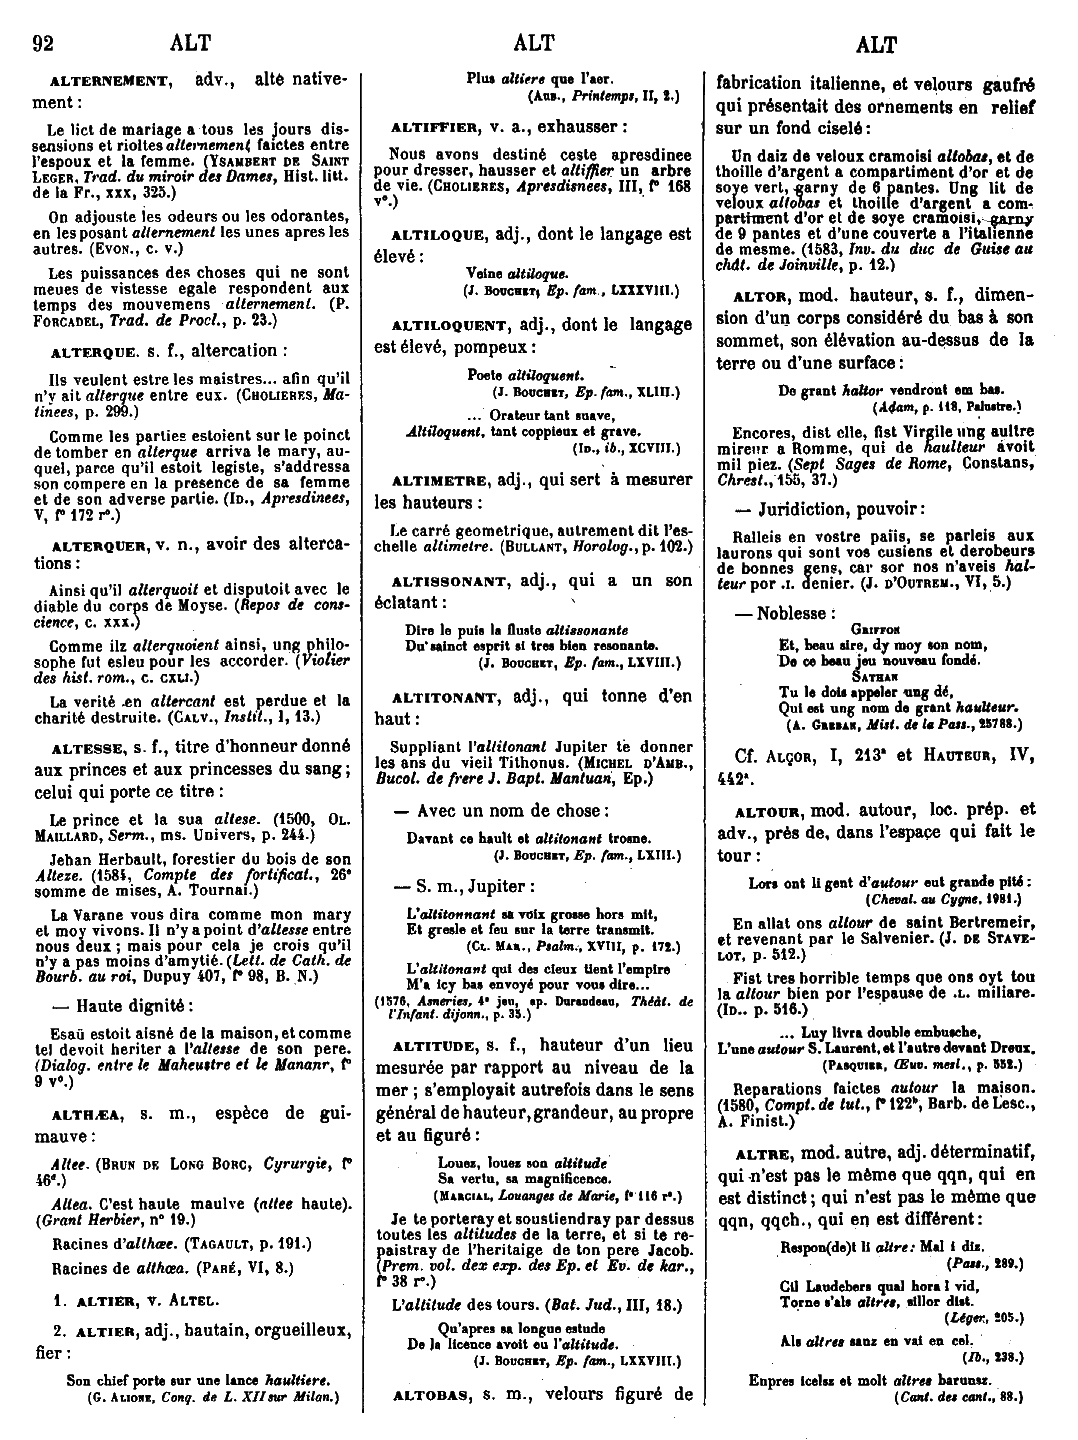 92 ALT ALT ALT
ALTERNEMENT, adv., alternative-
ment :
Le lict de mariage a tous les jours dis-
sensions et rioltes alternement faictes entre
l'espoux et la femme. (YSAMBERT DE SAINT
LEGER, Trad. du miroir des Dames, Hist. litt.
de la Fr., XXX, 325.)
On adjouste les odeurs ou les odorantes,
en les posant alternement les unes apres les
autres. (EVON., c. v.)
Les puissances des choses qui ne sont
meues de vistesse egale respondent aux
temps des mouvemens alternement. (P.
FORCADEL, Trad. de Procl., p. 23.)
ALTERQUE. s. f., altercation :
Ils veulent estre les maistres... afin qu'il
n'y ait alterque entre eux. (CHOLIERES, Ma-
tinees, p. 299.)
Comme les parties estoient sur le poinct
de tomber en alterque arriva le mary, au-
quel, parce qu'il estoit legiste, s'addressa
son compere en la presence de sa femme
et de son adverse partie. (ID., Apresdinees,
V, f° 172 r°.)
ALTERQUER, v. n., avoir des alterca-
tions :
Ainsi qu'il alterquoit et disputoit avec le
diable du corps de Moyse. (Repos de cons-
cience, c. xxx.)
Comme ilz alterquoient ainsi, ung philo-
sophe fut esleu pour les accorder. (Violier
des hist. rom., c. CXLI.)
La verité en altercant est perdue et la
charité destruite. (CALV., Instit., I, 13.)
ALTESSE, s. f., titre d'honneur donné
aux princes et aux princesses du sang ;
celui qui porte ce titre :
Le prince et la sua altese. (1500, OL.
MAILLARD, Serm., ms. Univers, p. 244.)
Jehan Herbault, forestier du bois de son
Alteze. (1584, Compte des fortificat., 26e
somme de mises, A. Tournai.)
La Varane vous dira comme mon mary
et moy vivons. Il n'y a point d'altesse entre
nous deux ; mais pour cela je crois qu'il
n'y a pas moins d'amytié. (Lett. de Cath. de
Bourb. au roi, Dupuy 407, f° 98, B. N.)
— Haute dignité :
Esaü estoit aisné de la maison, et comme
tel devoit heriter a l'altesse de son pere.
(Dialog. entre le Maheustre et le Mananr, f°
9 v°.)
ALTHÆA, s. m., espèce de gui-
mauve :
Altee. (BRUN DE LONG BORC, Cyrurgie, f°
46d.)
Altea. C'est haute maulve (altee haute).
(Grant Herbier, n° 19.)
Racines d'althæe. (TAGAULT, p. 191.)
Racines de althœa. (PARÉ, VI, 8.)
1. ALTIER, V. ALTEL.
2. ALTIER, adj., hautain, orgueilleux,
fier :
Son chief porte sur une lance haultiere.
(G. ALIONE, Conq. de L. XII sur Milan.)
Plus altiere que l'aer.
(AUB., Printemps, II, 2.)
ALTIFFIER, v. a., exhausser :
Nous avons destiné ceste apresdinee
pour dresser, hausser et altiffier un arbre
de vie. (CHOLIERES, Apresdisnees, III, f° 168
v°.)
ALTILOQUE, adj., dont le langage est
élevé :
Veine altiloque.
(J. BOUCHET, Ep. fam., LXXXVIII.)
ALTILOQUENT, adj., dont le langage
est élevé, pompeux :
Poete altiloquent.
(J. BOUCHET, Ep. fam., XLIII.)
... Orateur tant suave,
Altiloquent, tant coppieux et grave.
(ID., ib., XCVIII.)
ALTIMETRE, adj., qui sert à mesurer
les hauteurs :
Le carré geometrique, autrement dit l'es-
chelle altimetre. (BULLANT, Horolog., p. 102.)
ALTISSONANT, adj., qui a un son
éclatant :
Dire le puis la fluste altissonante
Du sainct esprit si tres bien resonante.
(J. BOUCHET, Ep. fam., LXVIII.)
ALTITONANT, adj., qui tonne d'en
haut :
Suppliant l'altitonant Jupiter te donner
les ans du vieil Tithonus. (MICHEL D'AMB.,
Bucol. de frere J. Bapt. Mantuan, Ep.)
— Avec un nom de chose :
Davant ce hault et altitonant trosne.
(J. BOUCHET, Ep. fam., LXIII.)
— S. m., Jupiter :
L'altitonnant sa voix grosse hors mit,
Et gresle et feu sur la terre transmit.
(CL. MAR., Psalm., XVIII, p. 172.)
L'altitonant qui des cieux tient l'empire
M'a icy bas envoyé pour vous dire...
(1576, Ameries, 4e jeu, ap. Durandeau, Théât. de
l'Infant. dijonn., p. 35.)
ALTITUDE, s. f., hauteur d'un lieu
mesurée par rapport au niveau de la
mer ; s'employait autrefois dans le sens
général de hauteur, grandeur, au propre
et au figuré :
Louez, louez son altitude
Sa vertu, sa magnificence.
(MARCIAL, Louanges de Marie, f° 116 r°.)
Je te porteray et soustiendray par dessus
toutes les altitudes de la terre, et si te re-
paistray de l'heritaige de ton pere Jacob.
(Prem. vol. dex exp. des Ep. et Ev. de kar.,
f° 38 r°.)
L'altitude des tours. (Bat. Jud., III, 18.)
Qu'apres sa longue estude
De la licence avoit eu l'altitude.
(J. BOUCHET, Ep. fam., LXXVIII.)
ALTOBAS, s. m., velours figuré de
fabrication italienne, et velours gaufré
qui présentait des ornements en relief
sur un fond ciselé :
Un daiz de veloux cramoisi altobas, et de
thoille d'argent a compartiment d'or et de
soye vert, garny de 6 pantes. Ung lit de
veloux altobas et thoille d'argent a com-
partiment d'or et de soye cramoisi, garny
de 9 pantes et d'une couverte a l'italienne
de mesme. (1583, Inv. du duc de Guise au
chât. de Joinville, p. 12.)
ALTOR, mod. hauteur, s. f., dimen-
sion d'un corps considéré du bas à son
sommet, son élévation au-dessus de la
terre ou d'une surface :
De grant haltor vendront em bas.
(Adam, p. 118, Palustre.)
Encores, dist elle, fist Virgile ung aultre
mireur a Romme, qui de haulteur avoit
mil piez. (Sept Sages de Rome, Constans,
Chrest., 155, 37.)
— Juridiction, pouvoir :
Ralleis en vostre paiis, se parleis aux
laurons qui sont vos cusiens et derobeurs
de bonnes gens, car sor nos n'aveis hal-
teur por .I. denier. (J. D'OUTREM., VI, 5.)
— Noblesse :
GRIFFON
Et, beau sire, dy moy son nom,
De ce beau jeu nouveau fondé.
SATHAN
Tu le dois appeler ung dé,
Qui est ung nom de grant haulteur.
(A. GREBAN, Mist. de la Pass., 25788.)
Cf. ALÇOR, I, 213a et HAUTEUR, IV,
442a.
ALTOUR, mod. autour, loc. prép. et
adv., près de, dans l'espace qui fait le
tour :
Lors ont li gent d'autour eut grande pité :
(Cheval. au Cygne, 1981.)
En allat ons altour de saint Bertremeir,
et revenant par le Salvenier. (J. DE STAVE-
LOT, p. 512.)
Fist tres horrible temps que ons oyt tou
la altour bien por l'espause de .L. miliare.
(ID.. p. 516.)
... Luy livra double embusche,
L'une autour S. Laurent, et l'autre devant Dreux.
(PASQUIER, Œuv. mesl., p. 552.)
Reparations faictes autour la maison.
(1580, Compt. de tut., f° 122b, Barb. de Lesc.,
A. Finist.)
ALTRE, mod. autre, adj. déterminatif,
qui n'est pas le même que qqn, qui en
est distinct ; qui n'est pas le même que
qqn, qqch., qui en est différent :
Respon(de)t li altre : Mal i diz.
(Pass., 289.)
Cil Laudebers qual hora i vid,
Torne s'als altres, sillor dist.
(Léger, 205.)
Als altres sanz en vai en cel.
(Ib., 238.)
Enpres icelsz et molt altres barunsz.
(Cant. des cant., 88.)